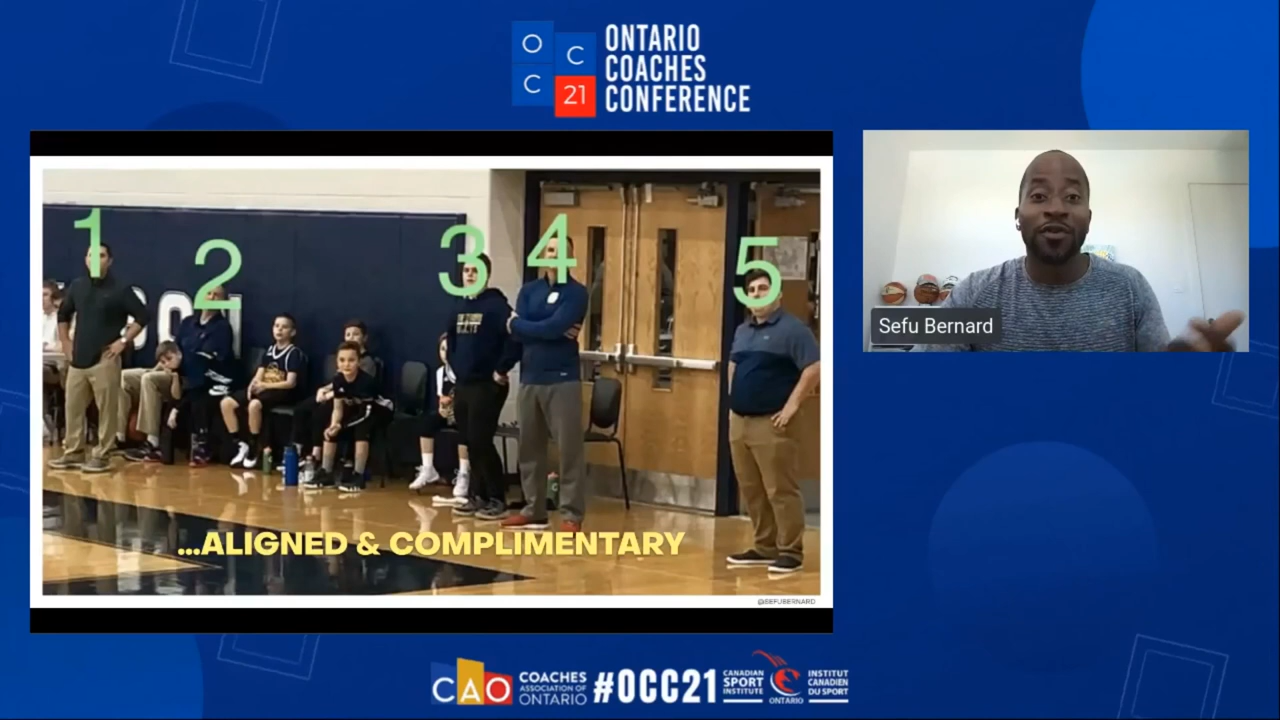 O
C
C
21
ONTARIO
COACHES
CONFERENCE
1
2
3
4
5
...ALIGNED & COMPLIMENTARY
@SEFUBERNARD
Sefu Bernard
CAO
COACHES
ASSOCIATION OF
ONTARIO
#OCC21
CANADIAN
SPORT
INSTITUTE
ONTARIO
INSTITUT
CANADIEN
DU SPORT